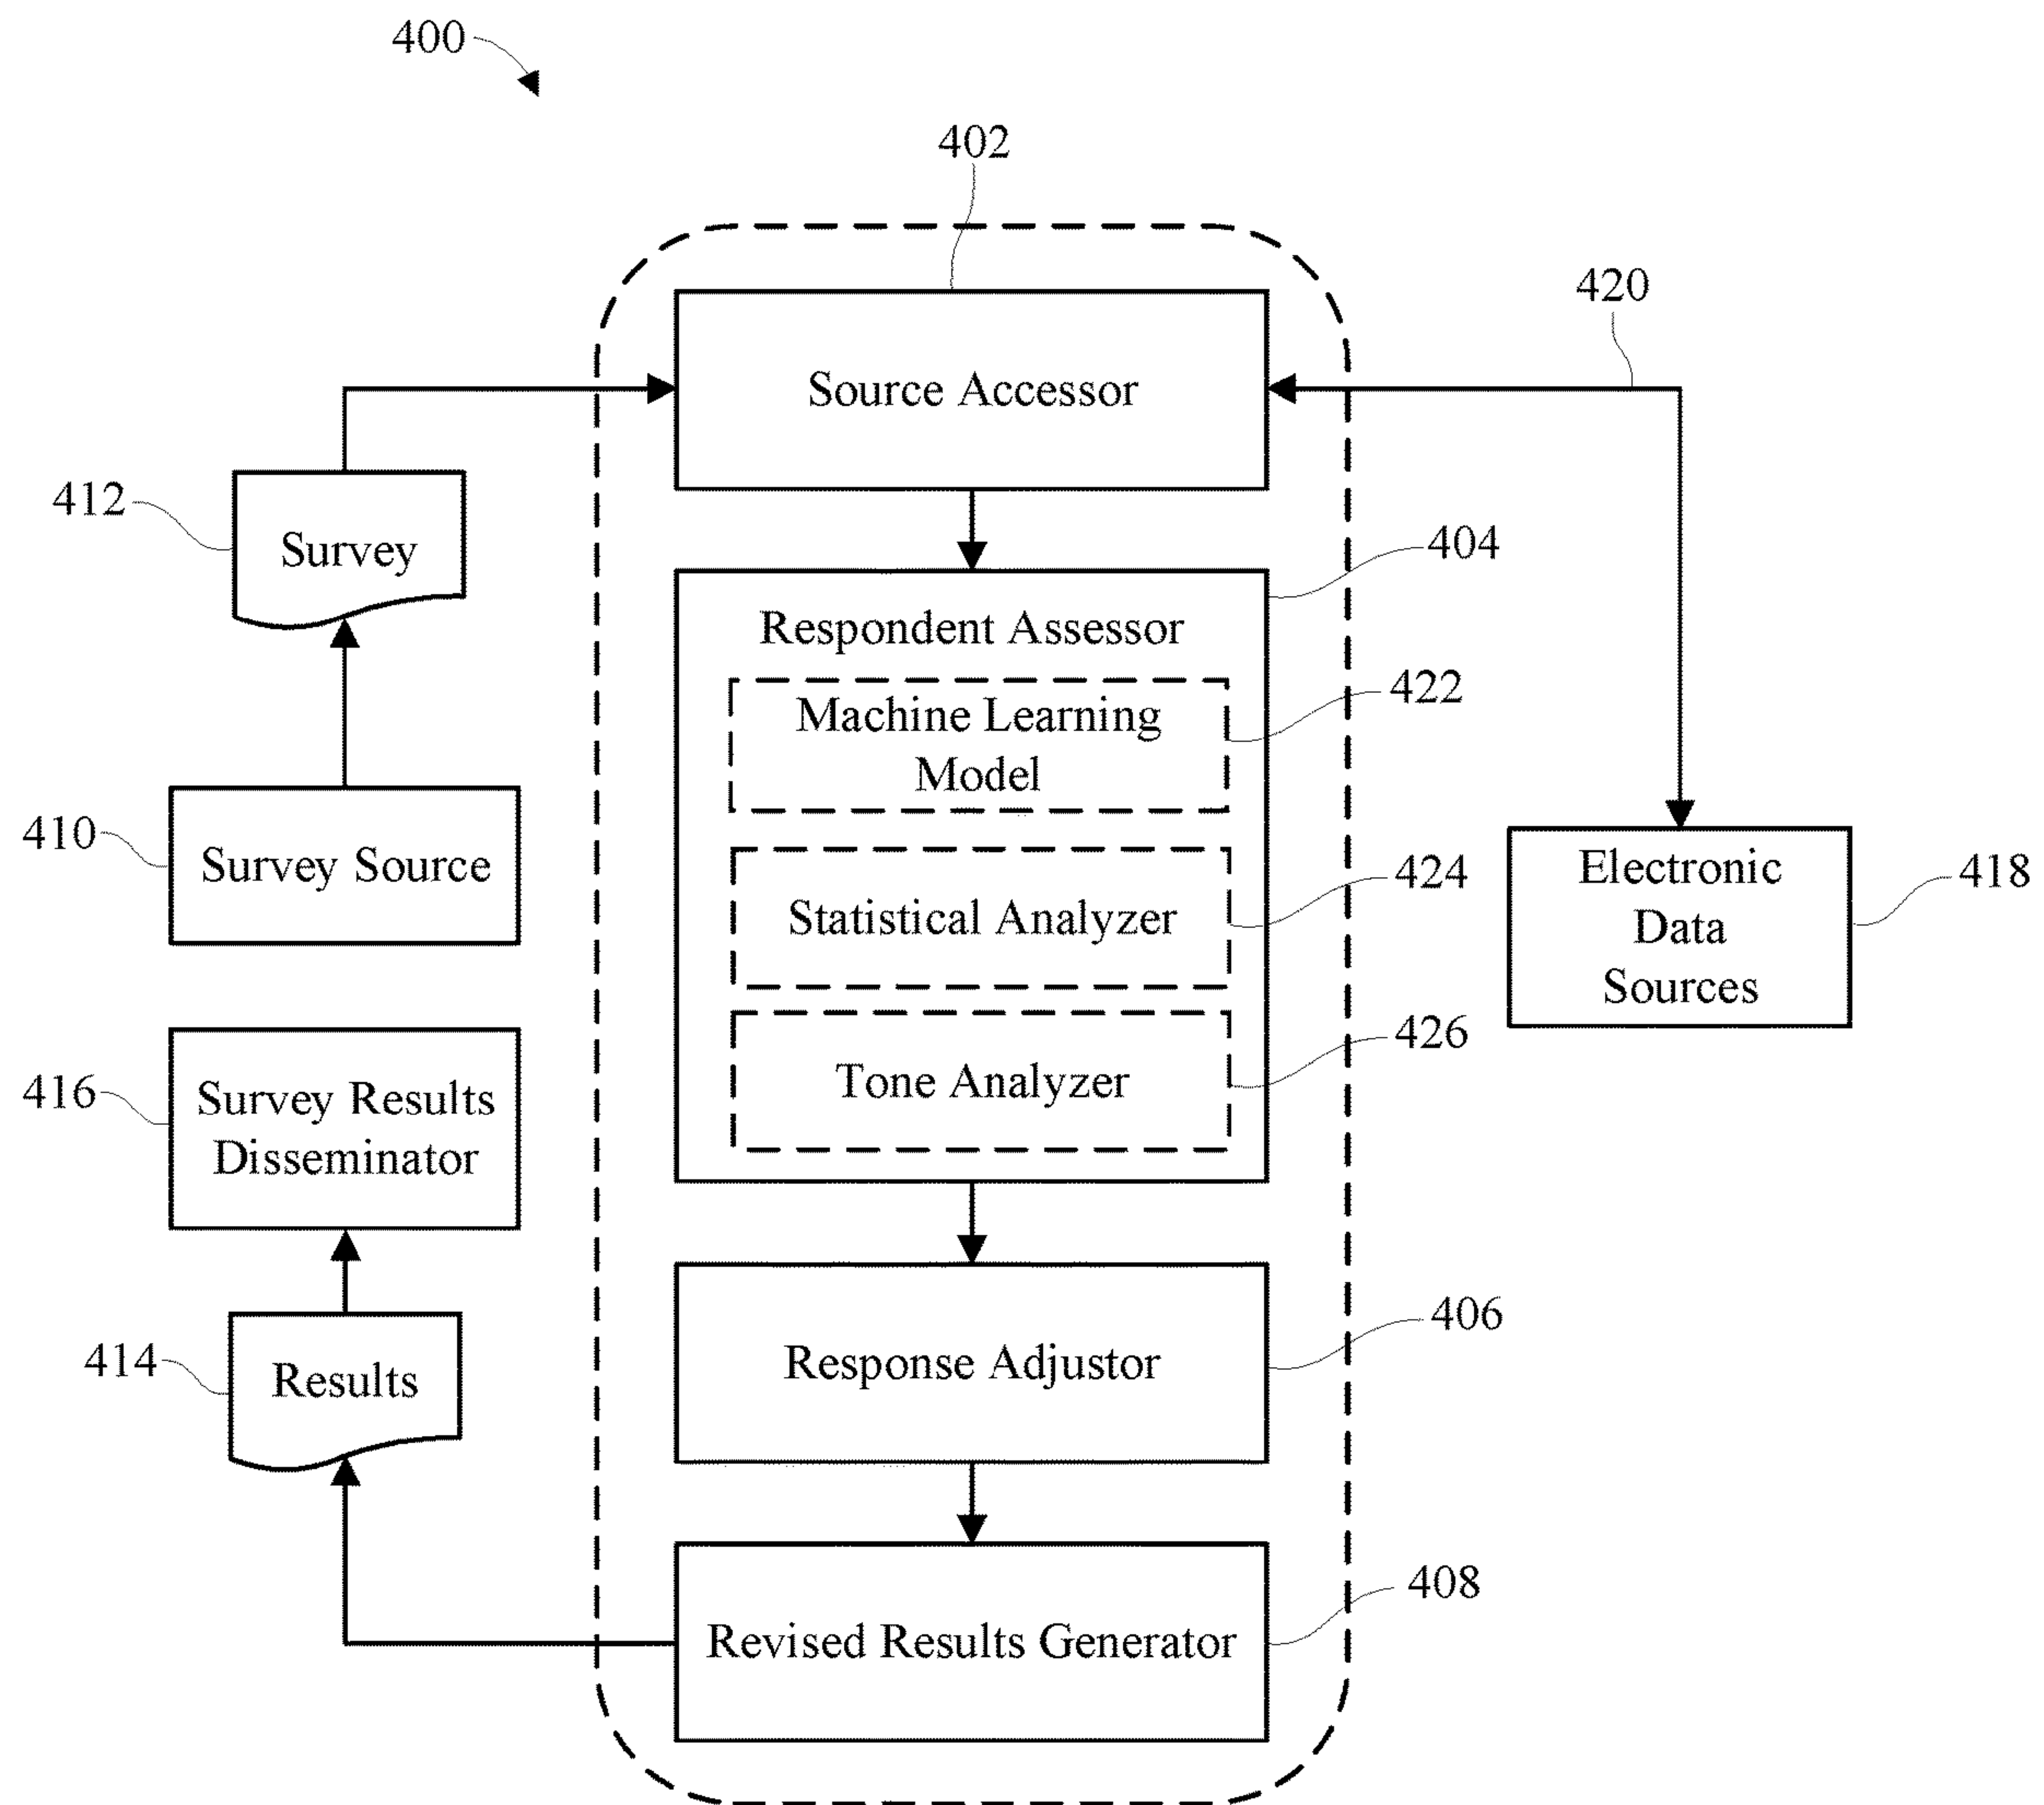 400
402
420
Source Accessor
412
Survey
404
Respondent Assessor
Machine Learning
Model
422
410
Survey Source
Statistical Analyzer
424
Electronic
Data
Sources
418
416
Survey Results
Disseminator
Tone Analyzer
426
414
Results
Response Adjustor
406
Revised Results Generator
408